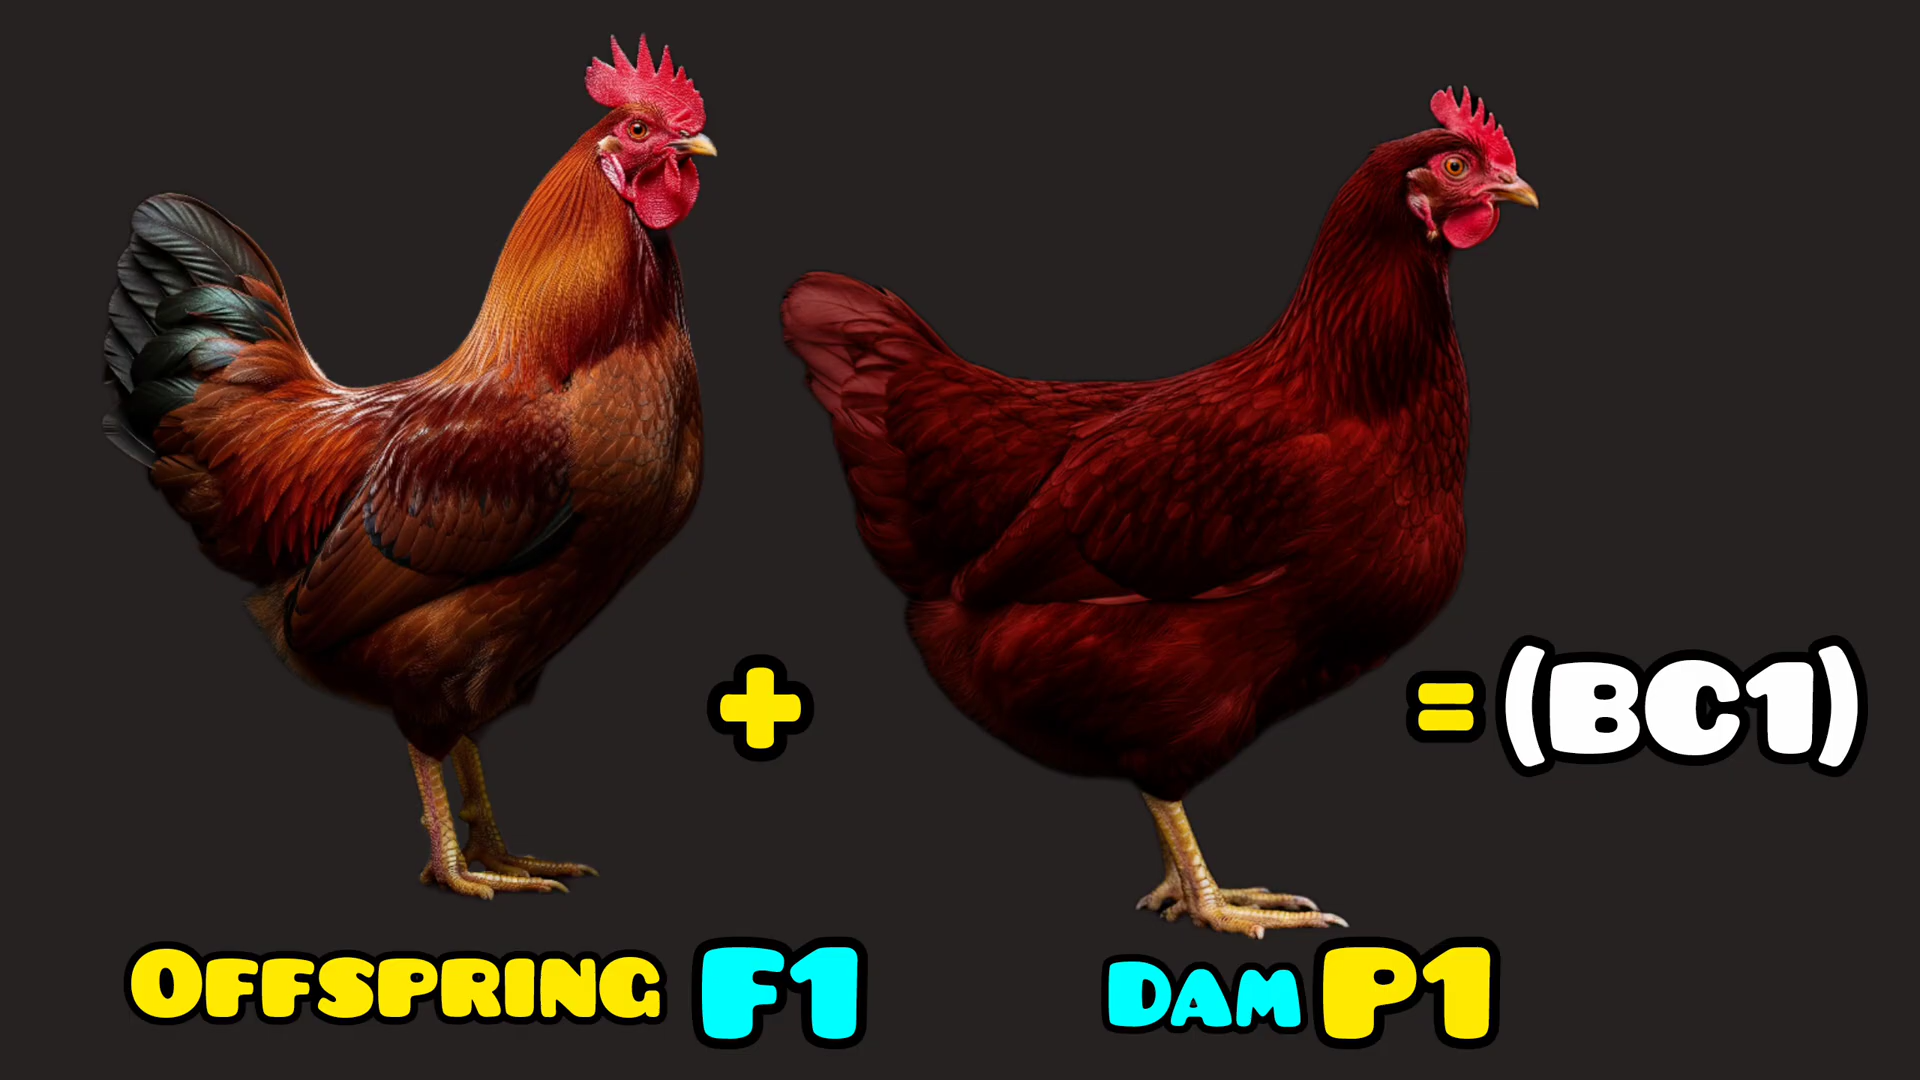 +
= (BC1)
OFFSPRING F1
DAM P1